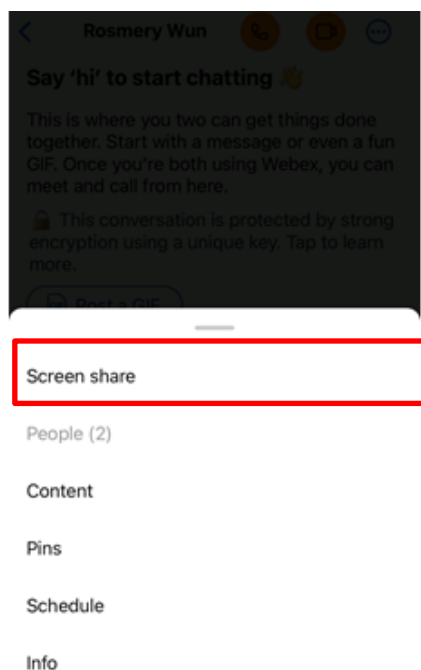 Rosmery Wun
Say 'hi' to start chatting 👋
This is where you two can get things done
together. Start with a message or even a fun
GIF. Once you're both using Webex, you can
meet and call from here.
🔒 This conversation is protected by strong
encryption using a unique key. Tap to learn
more.
Post a GIF
Screen share
People (2)
Content
Pins
Schedule
Info